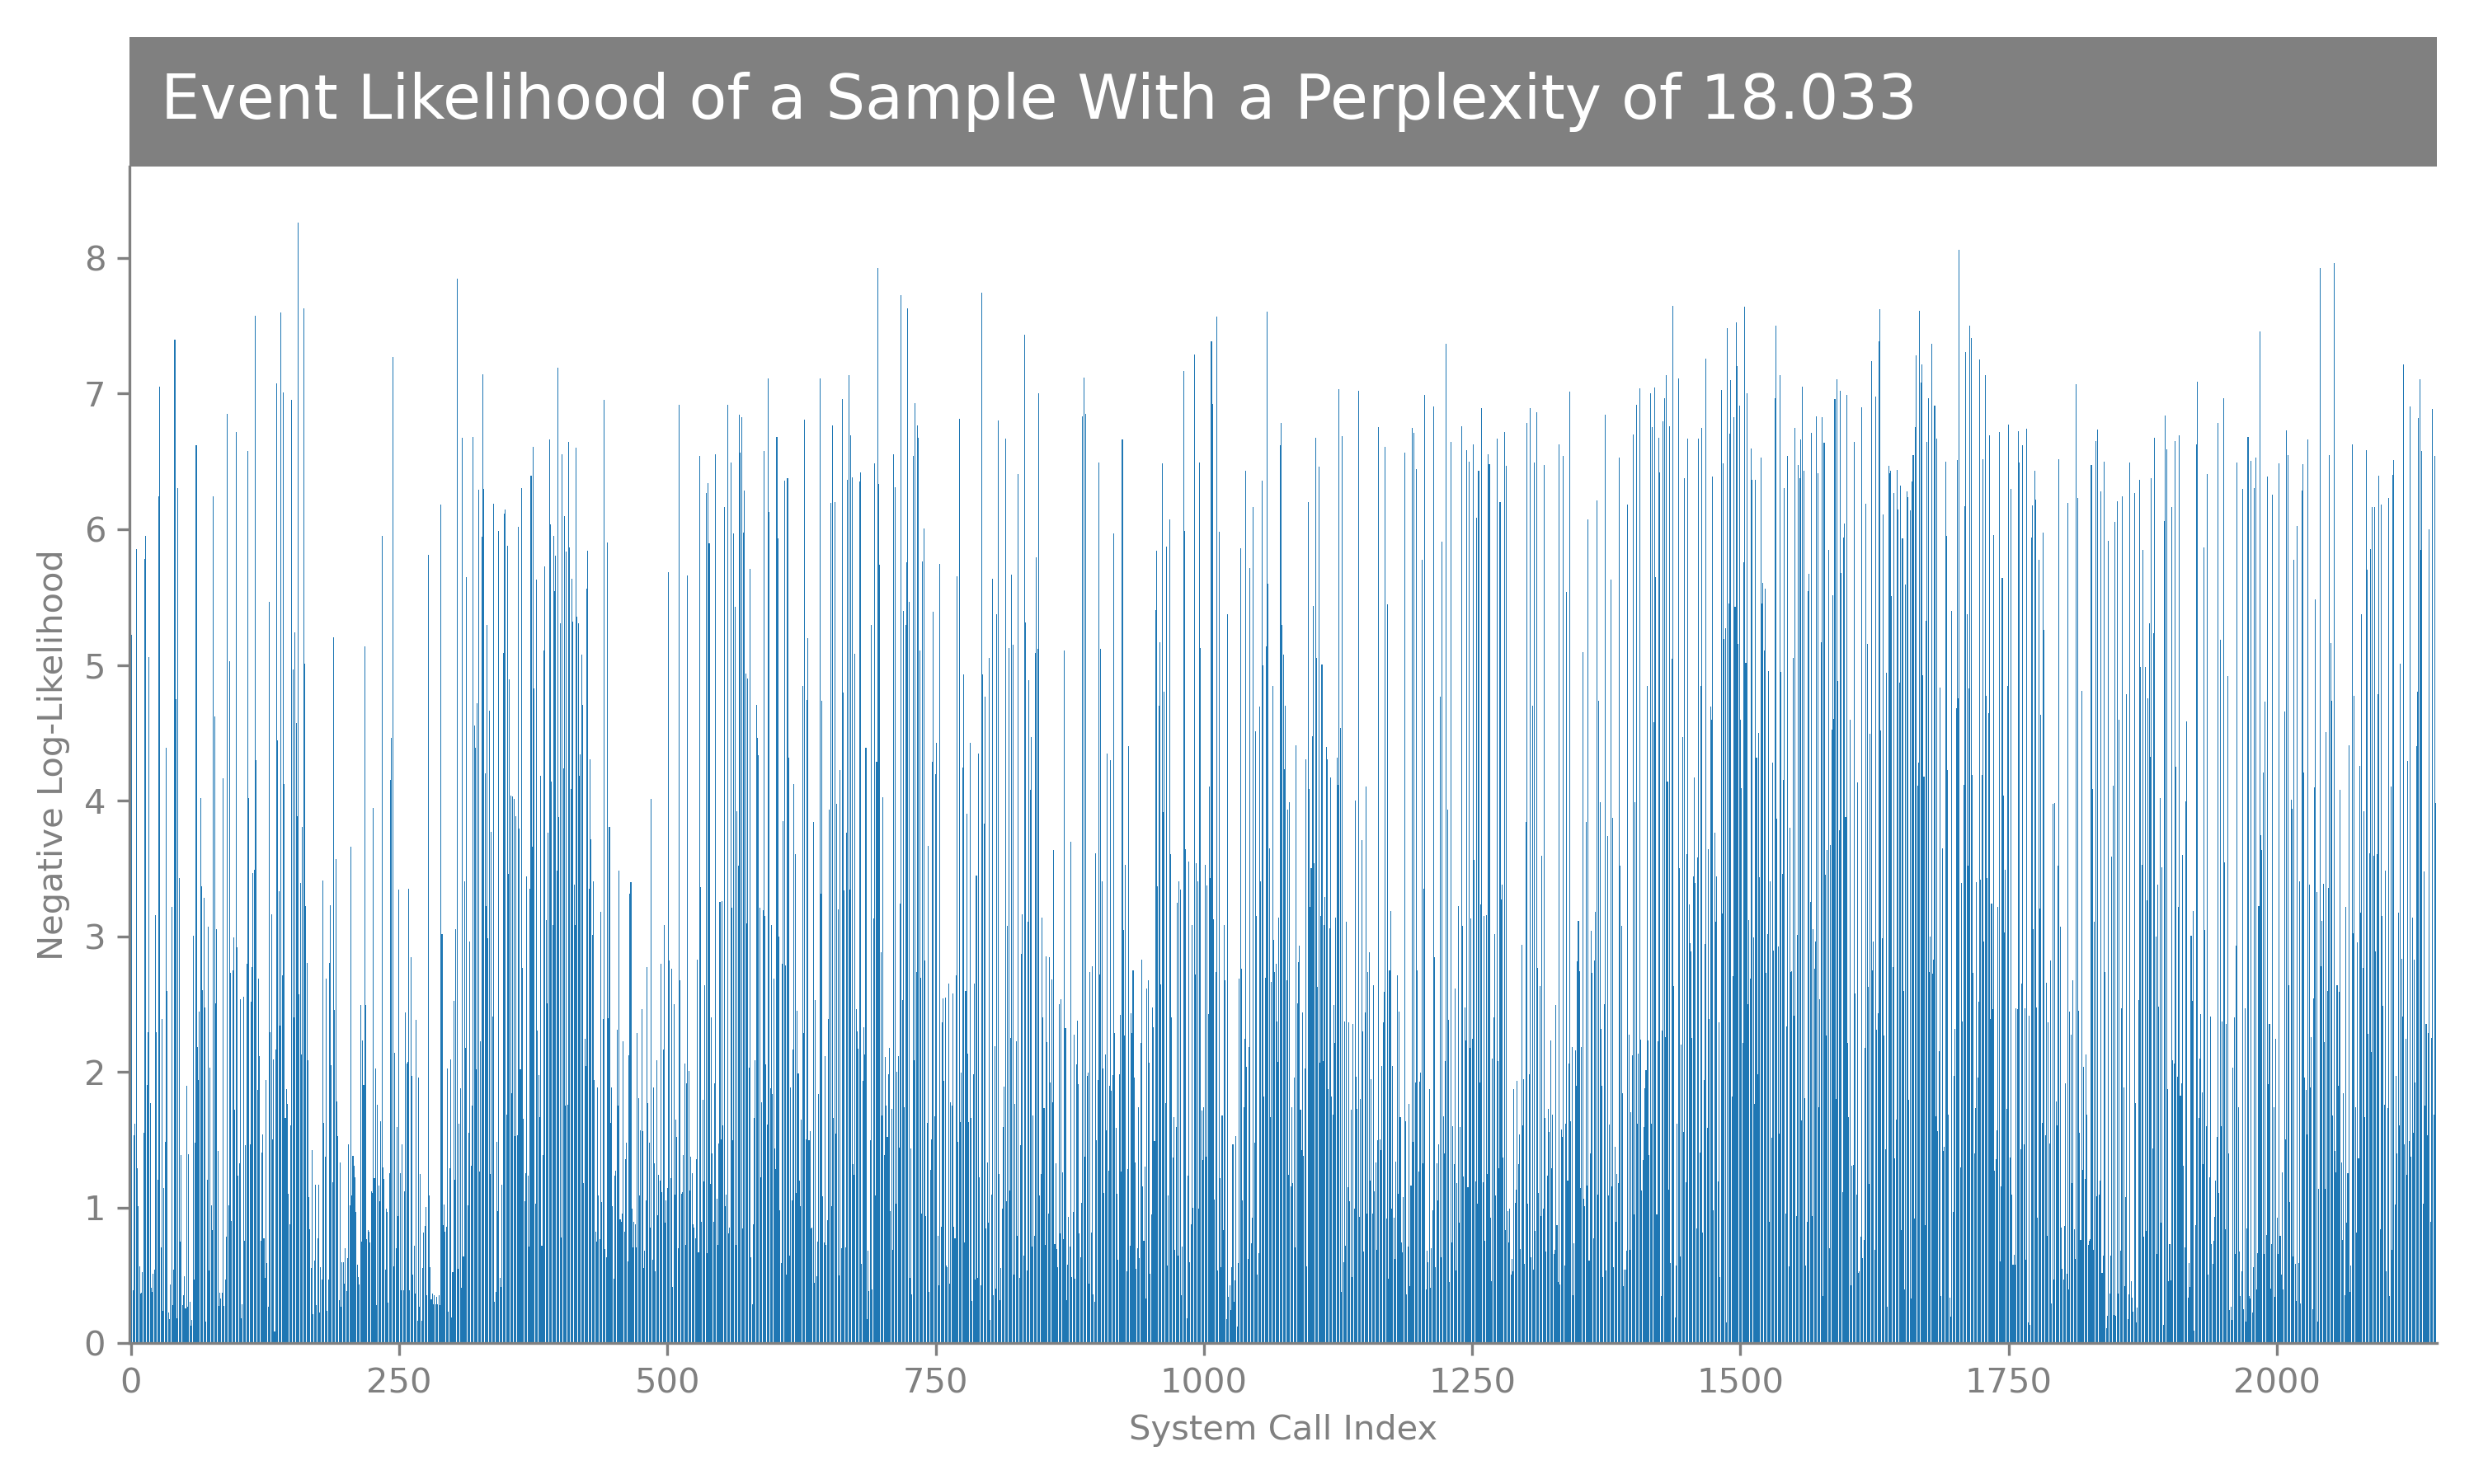 Event Likelihood of a Sample With a Perplexity of 18.033
8
7
6
5
4
3
2
1
0
Negative Log-Likelihood
0 250 500 750 1000 1250 1500 1750 2000
System Call Index